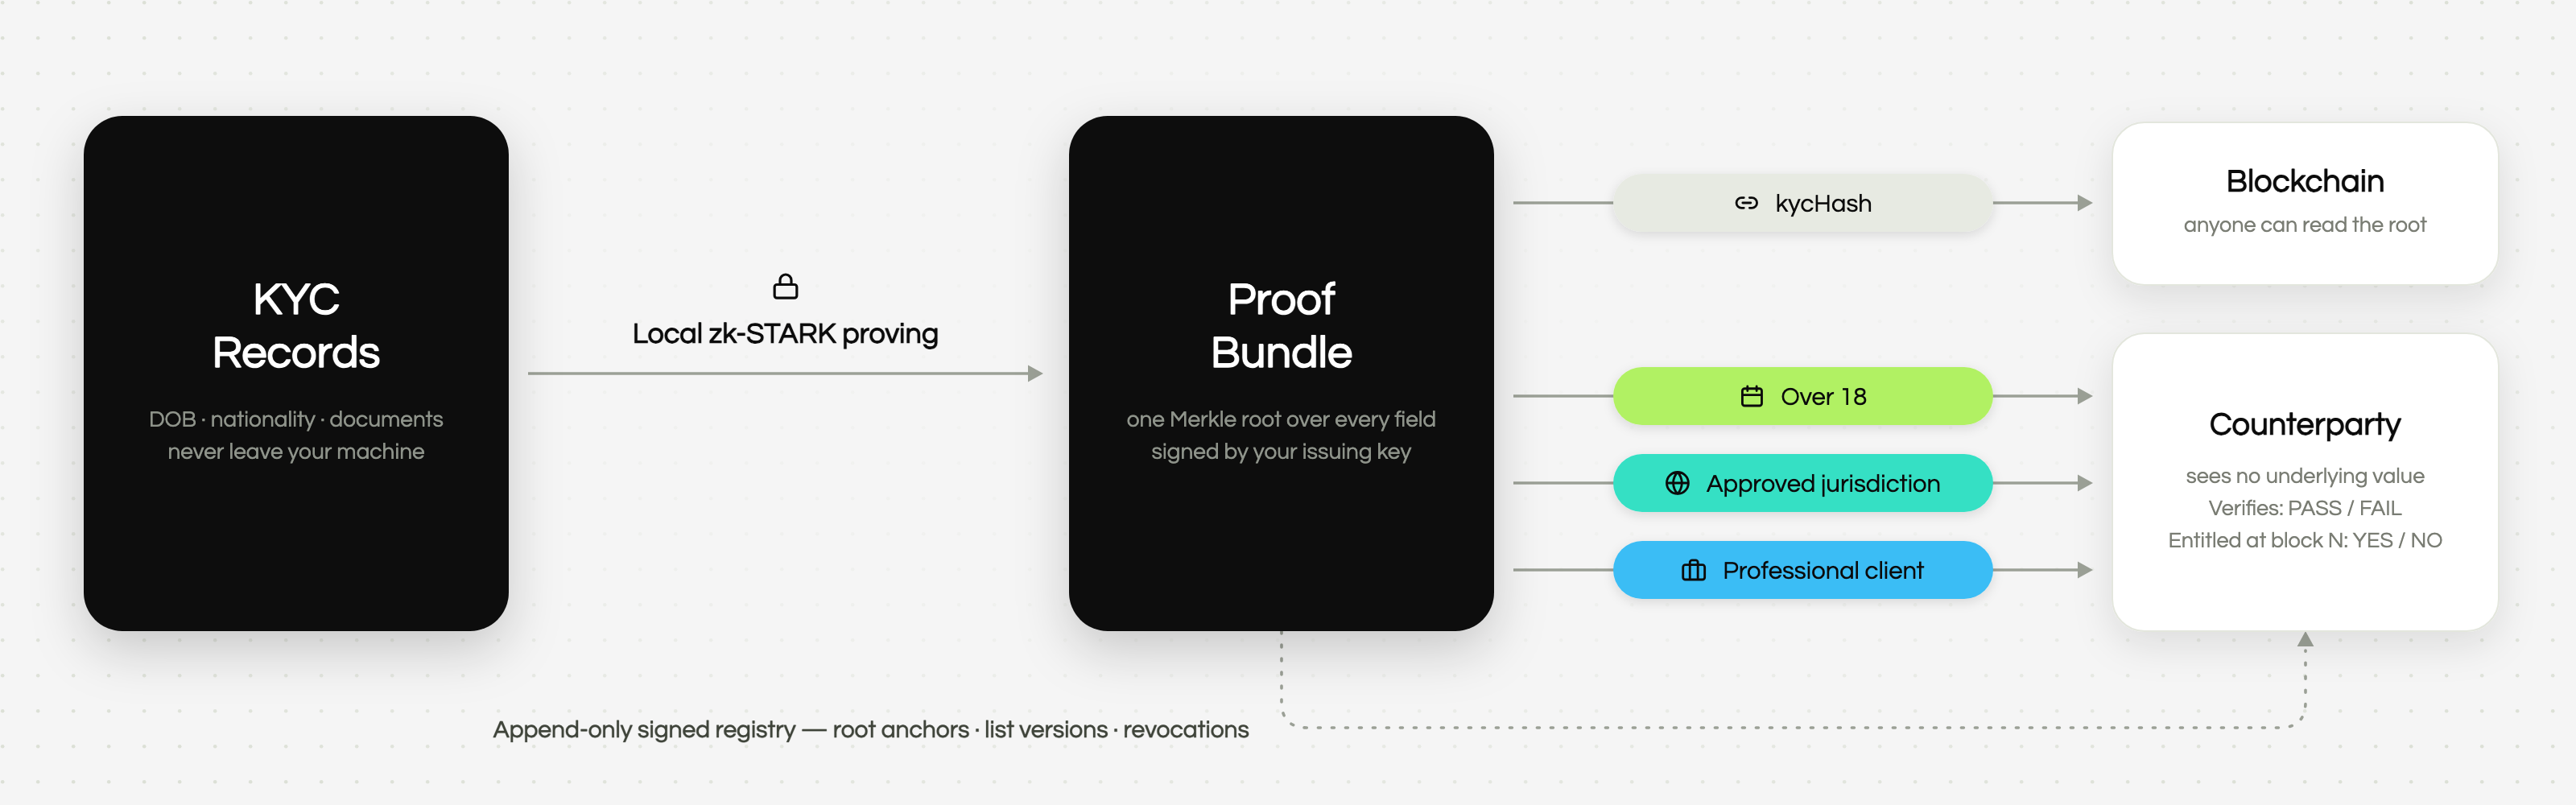 KYC
Records
DOB · nationality · documents
never leave your machine
Local zk-STARK proving
Proof
Bundle
one Merkle root over every field
signed by your issuing key
kycHash
Over 18
Approved jurisdiction
Professional client
Blockchain
anyone can read the root
Counterparty
sees no underlying value
Verifies: PASS / FAIL
Entitled at block N: YES / NO
Append-only signed registry — root anchors · list versions · revocations